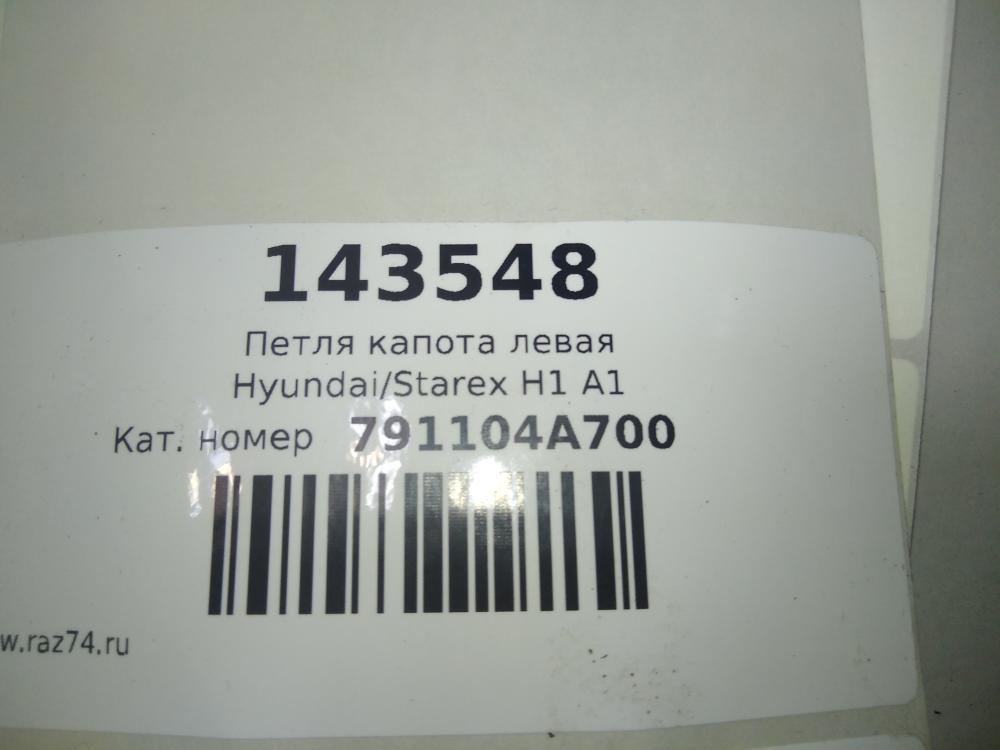 143548
Петля капота левая
Hyundai/Starex H1 A1
Кат. номер 791104A700
w.raz74.ru